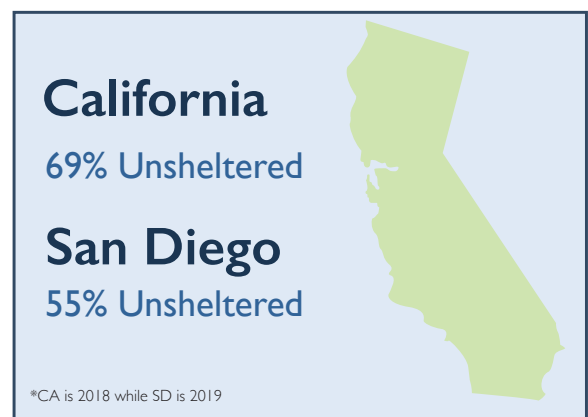 California
69% Unsheltered
San Diego
55% Unsheltered
*CA is 2018 while SD is 2019